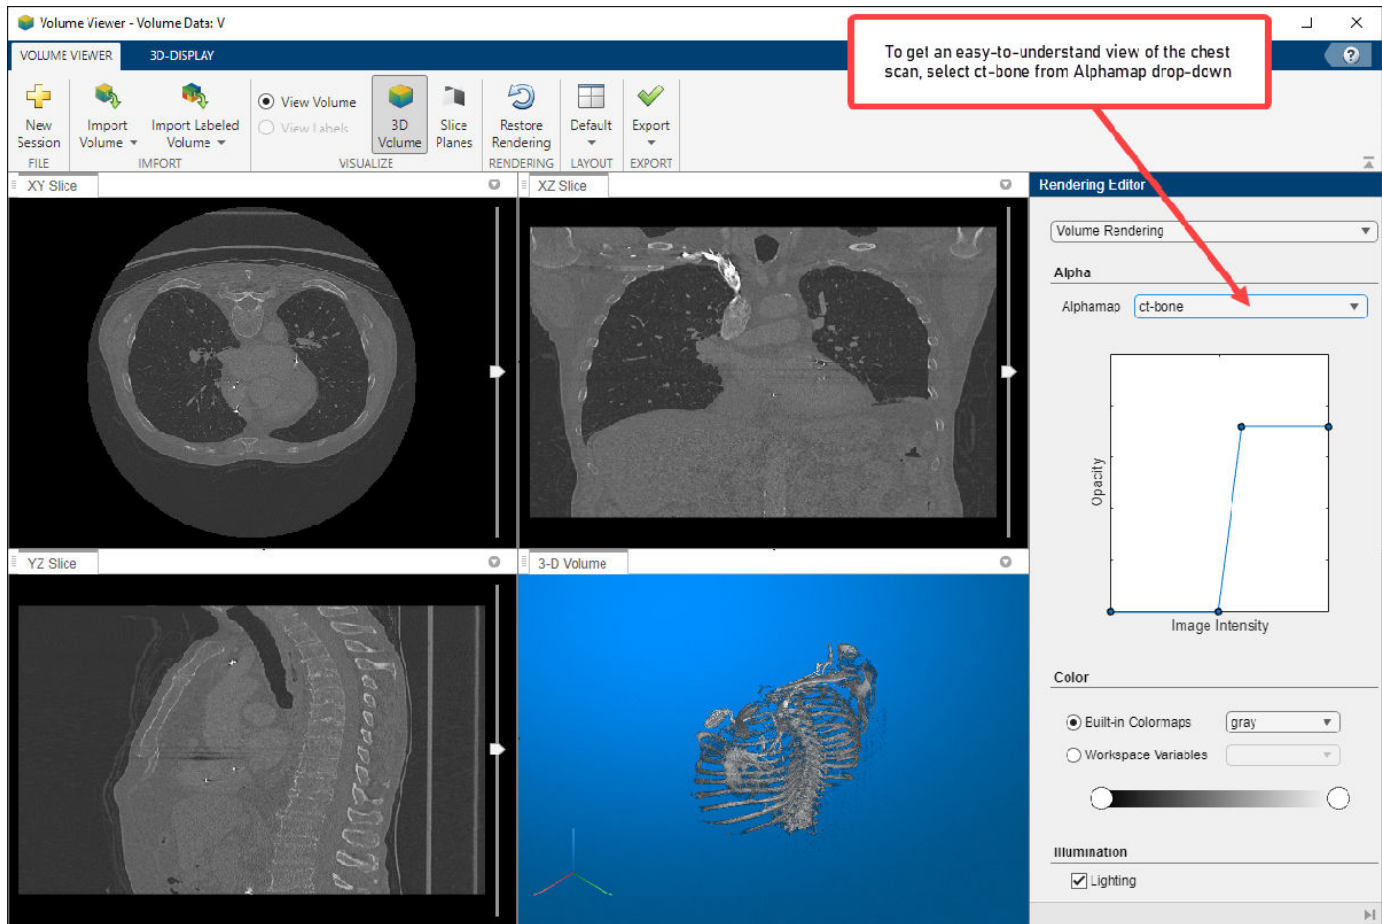 Volume Viewer - Volume Data: V
To get an easy-to-understand view of the chest
scan, select ct-bone from Alphamap drop-down
VOLUME VIEWER
3D-DISPLAY
?
New
Session
Import
Volume
Import Labeled
Volume
View Volume
View Labels
3D
Volume
Slice
Planes
Restore
Rendering
Default
Export
FILE
IMPORT
VISUALIZE
RENDERING
LAYOUT
EXPORT
XY Slice
XZ Slice
Rendering Editor
Volume Rendering
Alpha
Alphamap
ct-bone
Opacity
Image Intensity
YZ Slice
3-D Volume
Color
Built-in Colormaps
gray
Workspace Variables
Illumination
Lighting